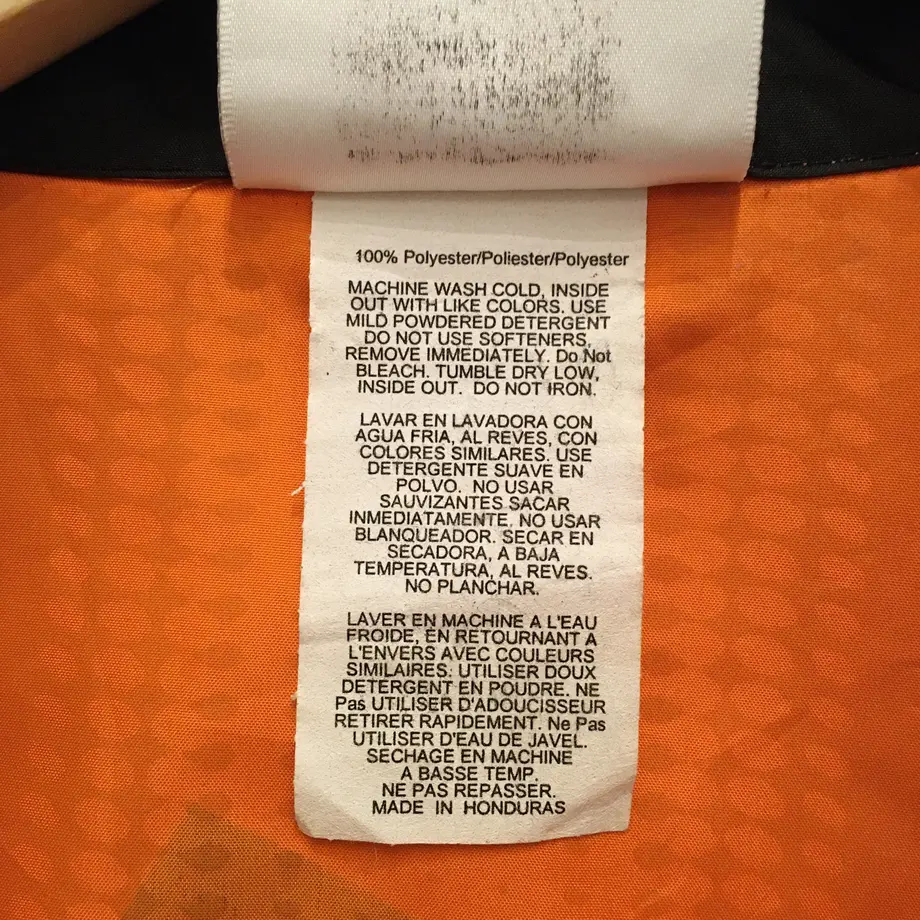 100% Polyester/Poliester/Polyester
MACHINE WASH COLD, INSIDE
OUT WITH LIKE COLORS. USE
MILD POWDERED DETERGENT
DO NOT USE SOFTENERS,
REMOVE IMMEDIATELY. Do Not
BLEACH. TUMBLE DRY LOW,
INSIDE OUT. DO NOT IRON.
LAVAR EN LAVADORA CON
AGUA FRIA, AL REVES, CON
COLORES SIMILARES. USE
DETERGENTE SUAVE EN
POLVO. NO USAR
SAUVIZANTES SACAR
INMEDIATAMENTE. NO USAR
BLANQUEADOR. SECAR EN
SECADORA, A BAJA
TEMPERATURA, AL REVES.
NO PLANCHAR.
LAVER EN MACHINE A L'EAU
FROIDE, EN RETOURNANT A
L'ENVERS AVEC COULEURS
SIMILAIRES. UTILISER DOUX
DETERGENT EN POUDRE. NE
Pas UTILISER D'ADOUCISSEUR
RETIRER RAPIDEMENT. Ne Pas
UTILISER D'EAU DE JAVEL.
SECHAGE EN MACHINE
A BASSE TEMP.
NE PAS REPASSER.
MADE IN HONDURAS